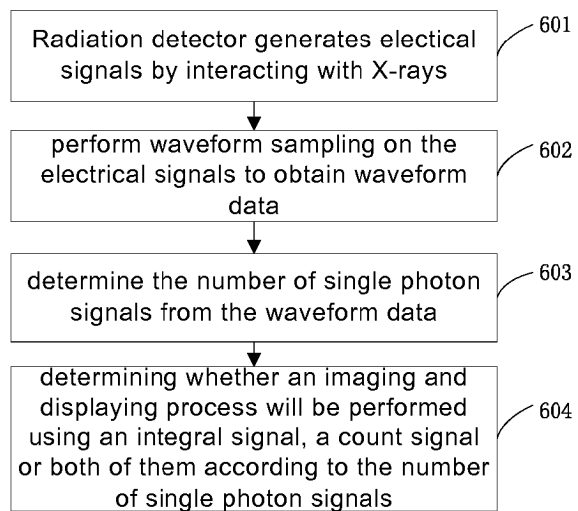 Radiation detector generates electical
signals by interacting with X-rays
601
perform waveform sampling on the
electrical signals to obtain waveform
data
602
determine the number of single photon
signals from the waveform data
603
determining whether an imaging and
displaying process will be performed
using an integral signal, a count signal
or both of them according to the number
of single photon signals
604